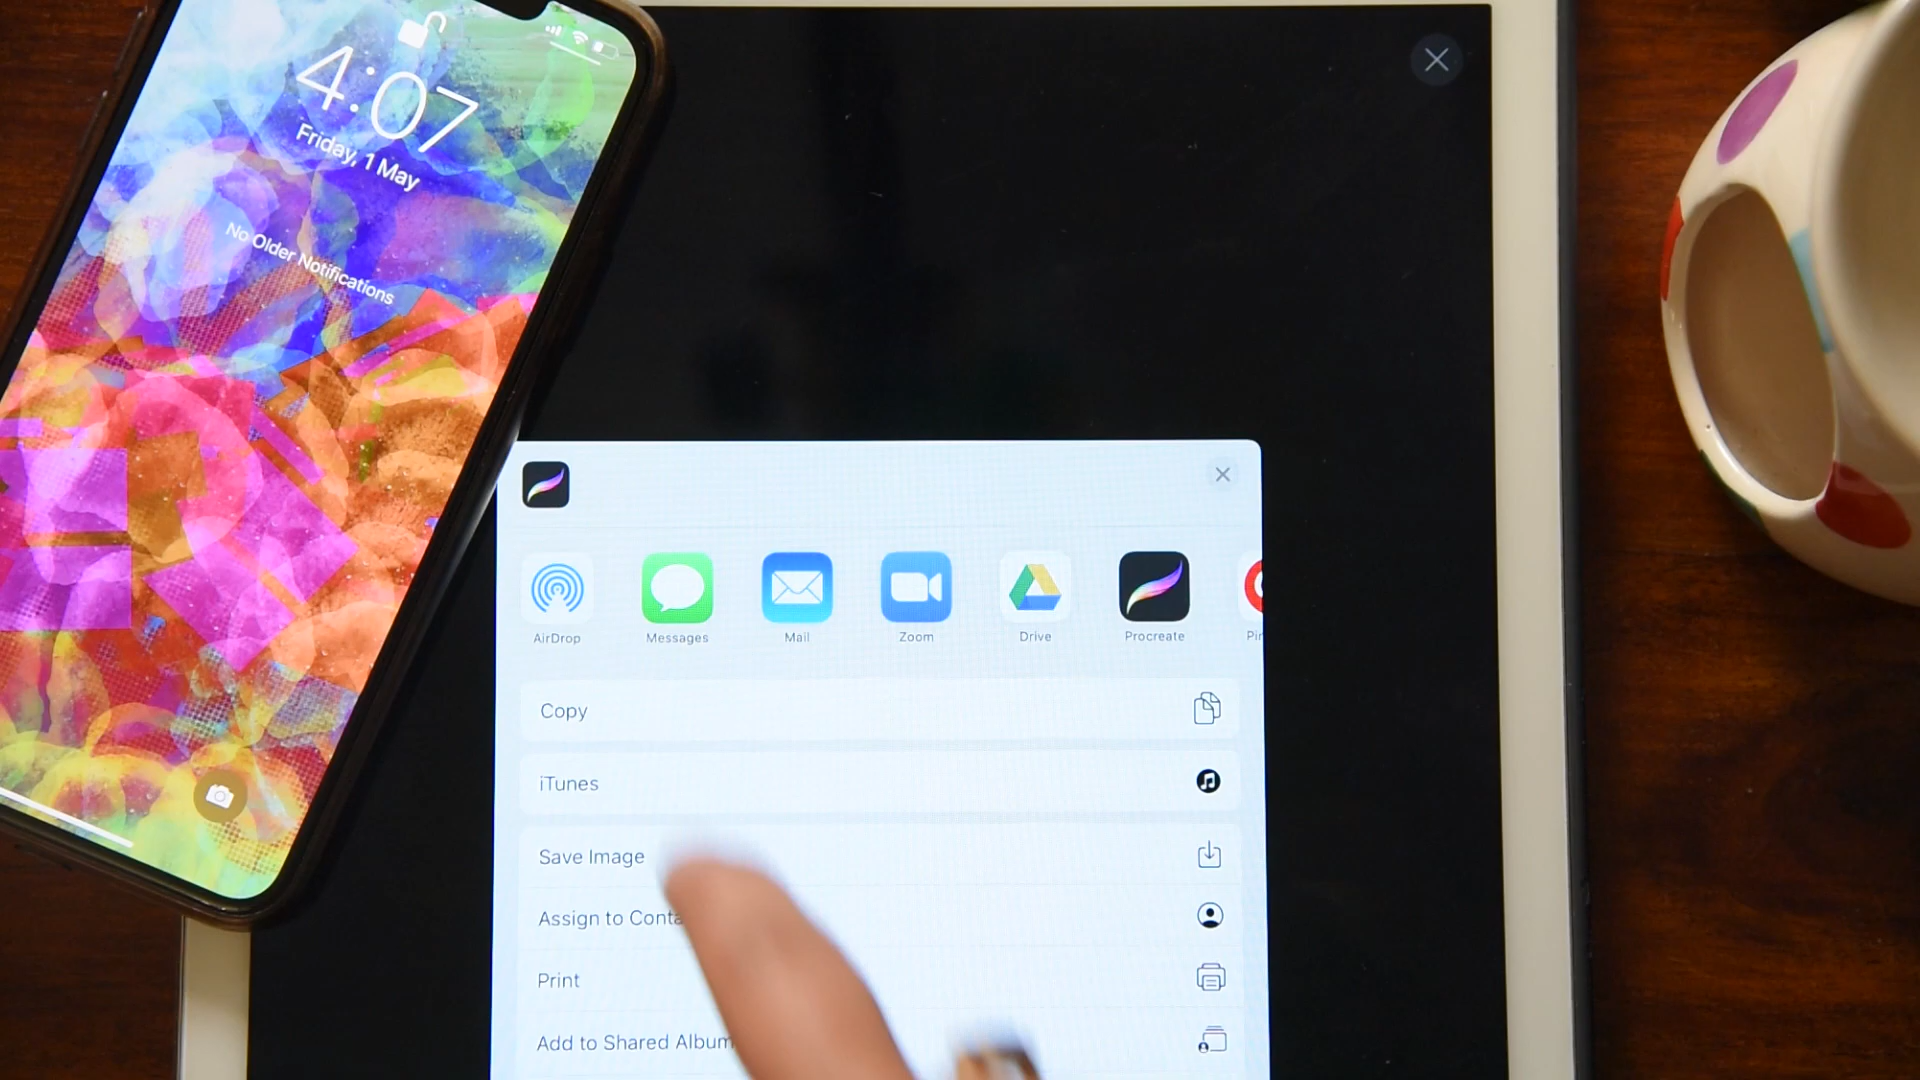 4:07
Friday, 1 May
No Older Notifications
AirDrop
Messages
Mail
Zoom
Drive
Procreate
Copy
iTunes
Save Image
Assign to Conta
Print
Add to Shared Album